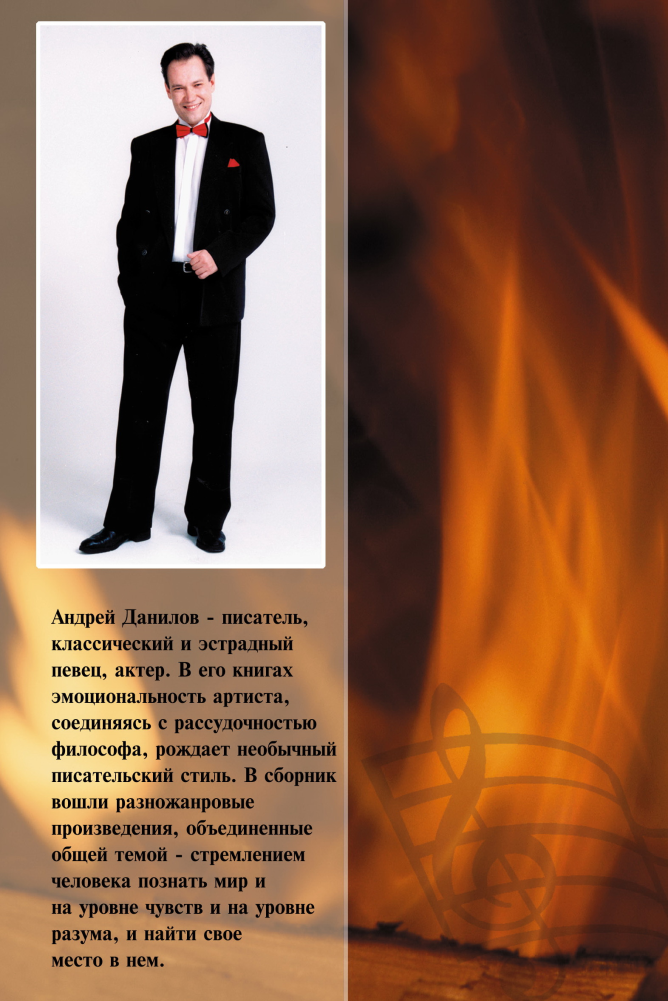 Андрей Данилов - писатель,
классический и эстрадный
певец, актер. В его книгах
эмоциональность артиста,
соединяясь с рассудочностью
философа, рождает необычный
писательский стиль. В сборник
вошли разножанровые
произведения, объединенные
общей темой - стремлением
человека познать мир и
на уровне чувств и на уровне
разума, и найти свое
место в нем.